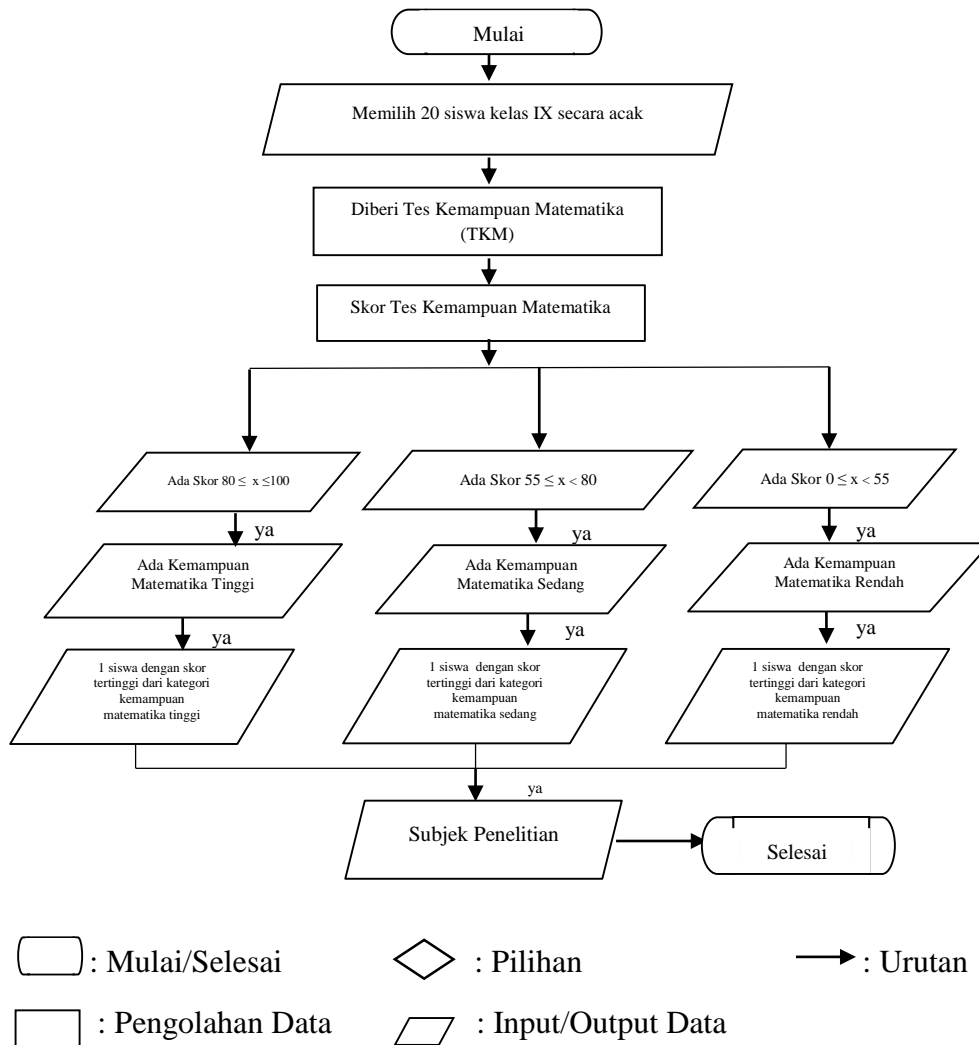 Mulai
Memilih 20 siswa kelas IX secara acak
Diberi Tes Kemampuan Matematika
(TKM)
Skor Tes Kemampuan Matematika
Ada Skor 80 ≤ x ≤100
Ada Skor 55 ≤ x < 80
Ada Skor 0 ≤ x < 55
ya
ya
ya
Ada Kemampuan
Matematika Tinggi
Ada Kemampuan
Matematika Sedang
Ada Kemampuan
Matematika Rendah
ya
ya
ya
1 siswa dengan skor
tertinggi dari kategori
kemampuan
matematika tinggi
1 siswa dengan skor
tertinggi dari kategori
kemampuan
matematika sedang
1 siswa dengan skor
tertinggi dari kategori
kemampuan
matematika rendah
ya
Subjek Penelitian
Selesai
: Mulai/Selesai
: Pilihan
: Urutan
: Pengolahan Data
: Input/Output Data